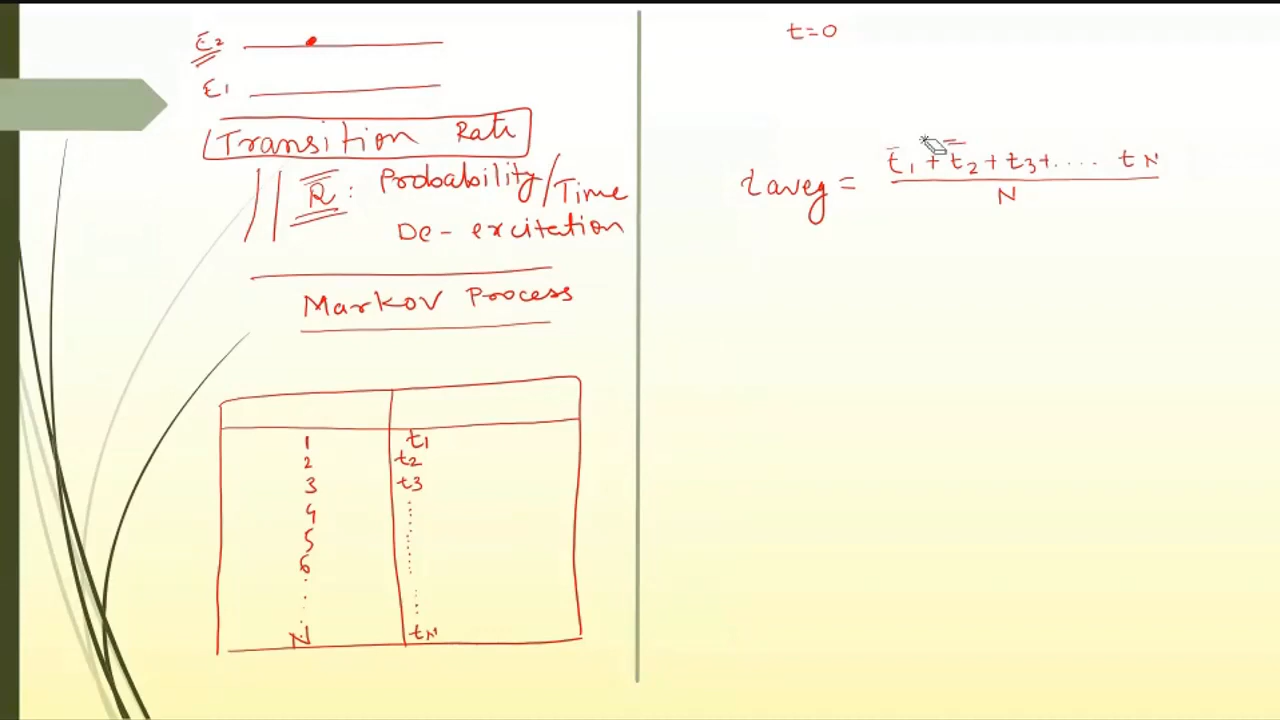 E2
E1
Transition Rate
R : Probability/Time
De-excitation
Markov Process
1 t1
2 t2
3 t3
4
5
6
N tN
t=0
τ aveg = t1 + t2 + t3 + .... tN
N